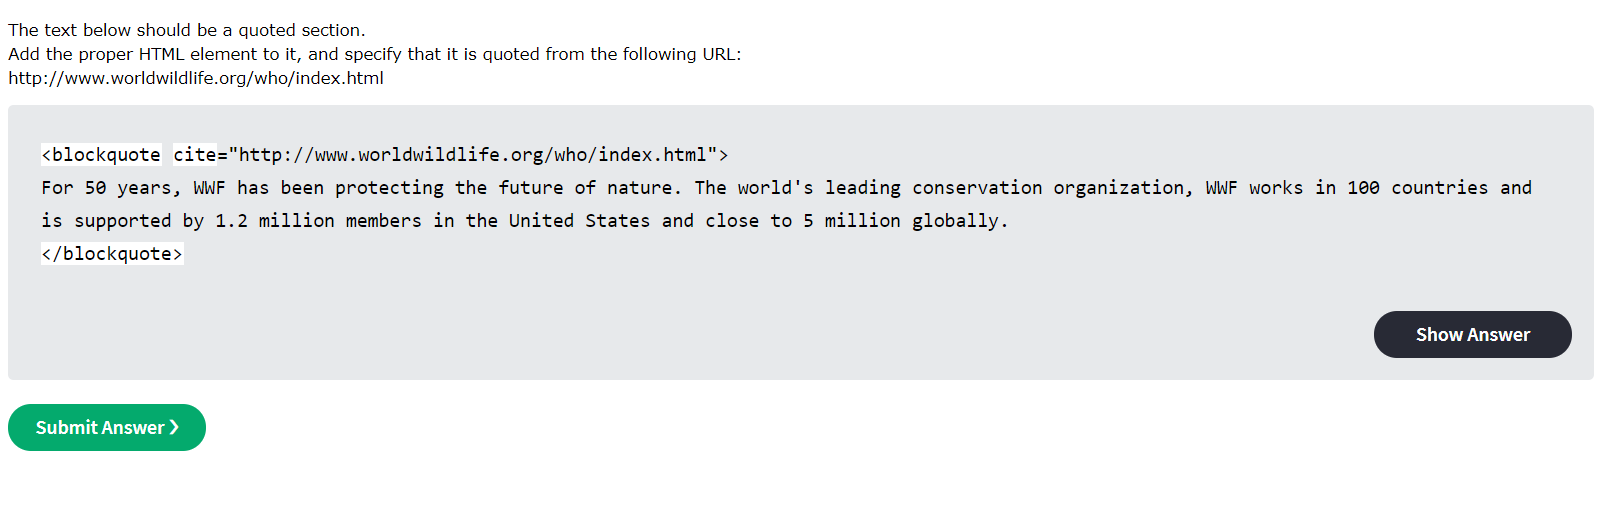 The text below should be a quoted section.
Add the proper HTML element to it, and specify that it is quoted from the following URL:
http://www.worldwildlife.org/who/index.html
<blockquote cite="http://www.worldwildlife.org/who/index.html">
For 50 years, WWF has been protecting the future of nature. The world's leading conservation organization, WWF works in 100 countries and
is supported by 1.2 million members in the United States and close to 5 million globally.
</blockquote>
Show Answer
Submit Answer ❯